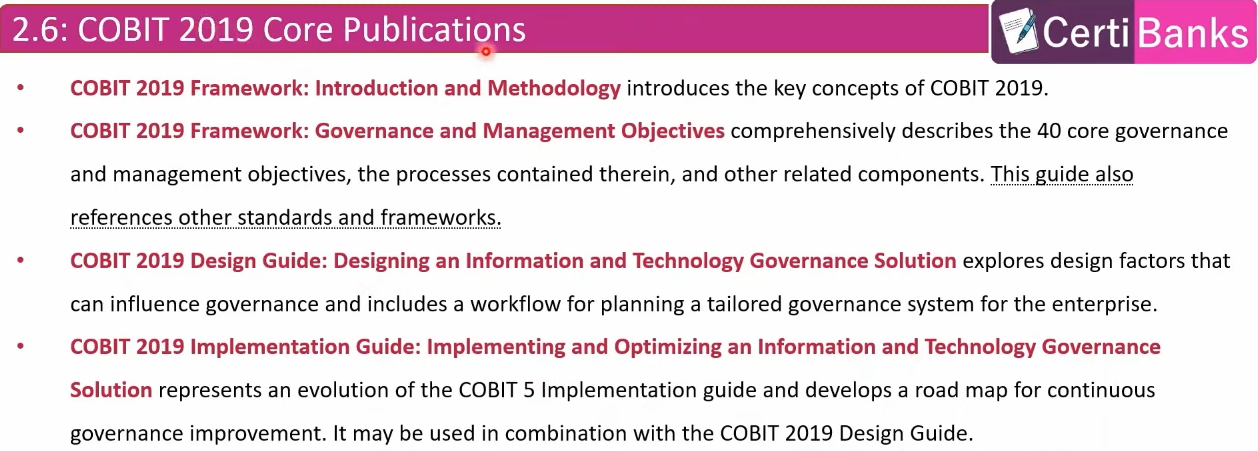 2.6: COBIT 2019 Core Publications
CertiBanks
• COBIT 2019 Framework: Introduction and Methodology introduces the key concepts of COBIT 2019.
• COBIT 2019 Framework: Governance and Management Objectives comprehensively describes the 40 core governance
and management objectives, the processes contained therein, and other related components. This guide also
references other standards and frameworks.
• COBIT 2019 Design Guide: Designing an Information and Technology Governance Solution explores design factors that
can influence governance and includes a workflow for planning a tailored governance system for the enterprise.
• COBIT 2019 Implementation Guide: Implementing and Optimizing an Information and Technology Governance
Solution represents an evolution of the COBIT 5 Implementation guide and develops a road map for continuous
governance improvement. It may be used in combination with the COBIT 2019 Design Guide.